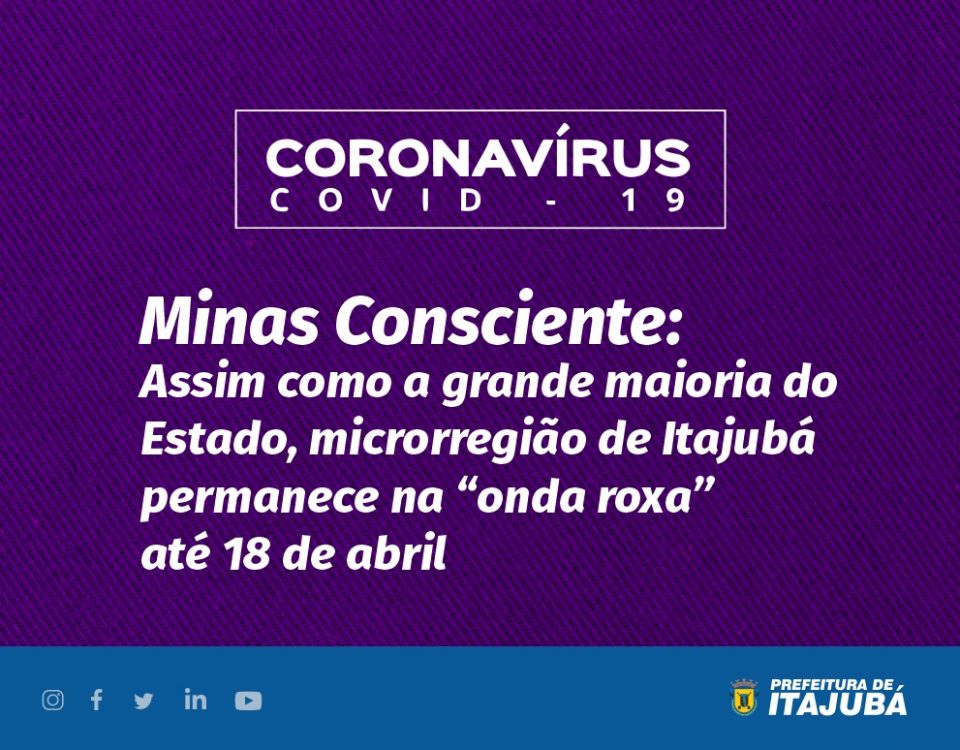 CORONAVÍRUS
COVID - 19
Minas Consciente:
Assim como a grande maioria do
Estado, microrregião de Itajubá
permanece na “onda roxa”
até 18 de abril
PREFEITURA DE
ITAJUBÁ